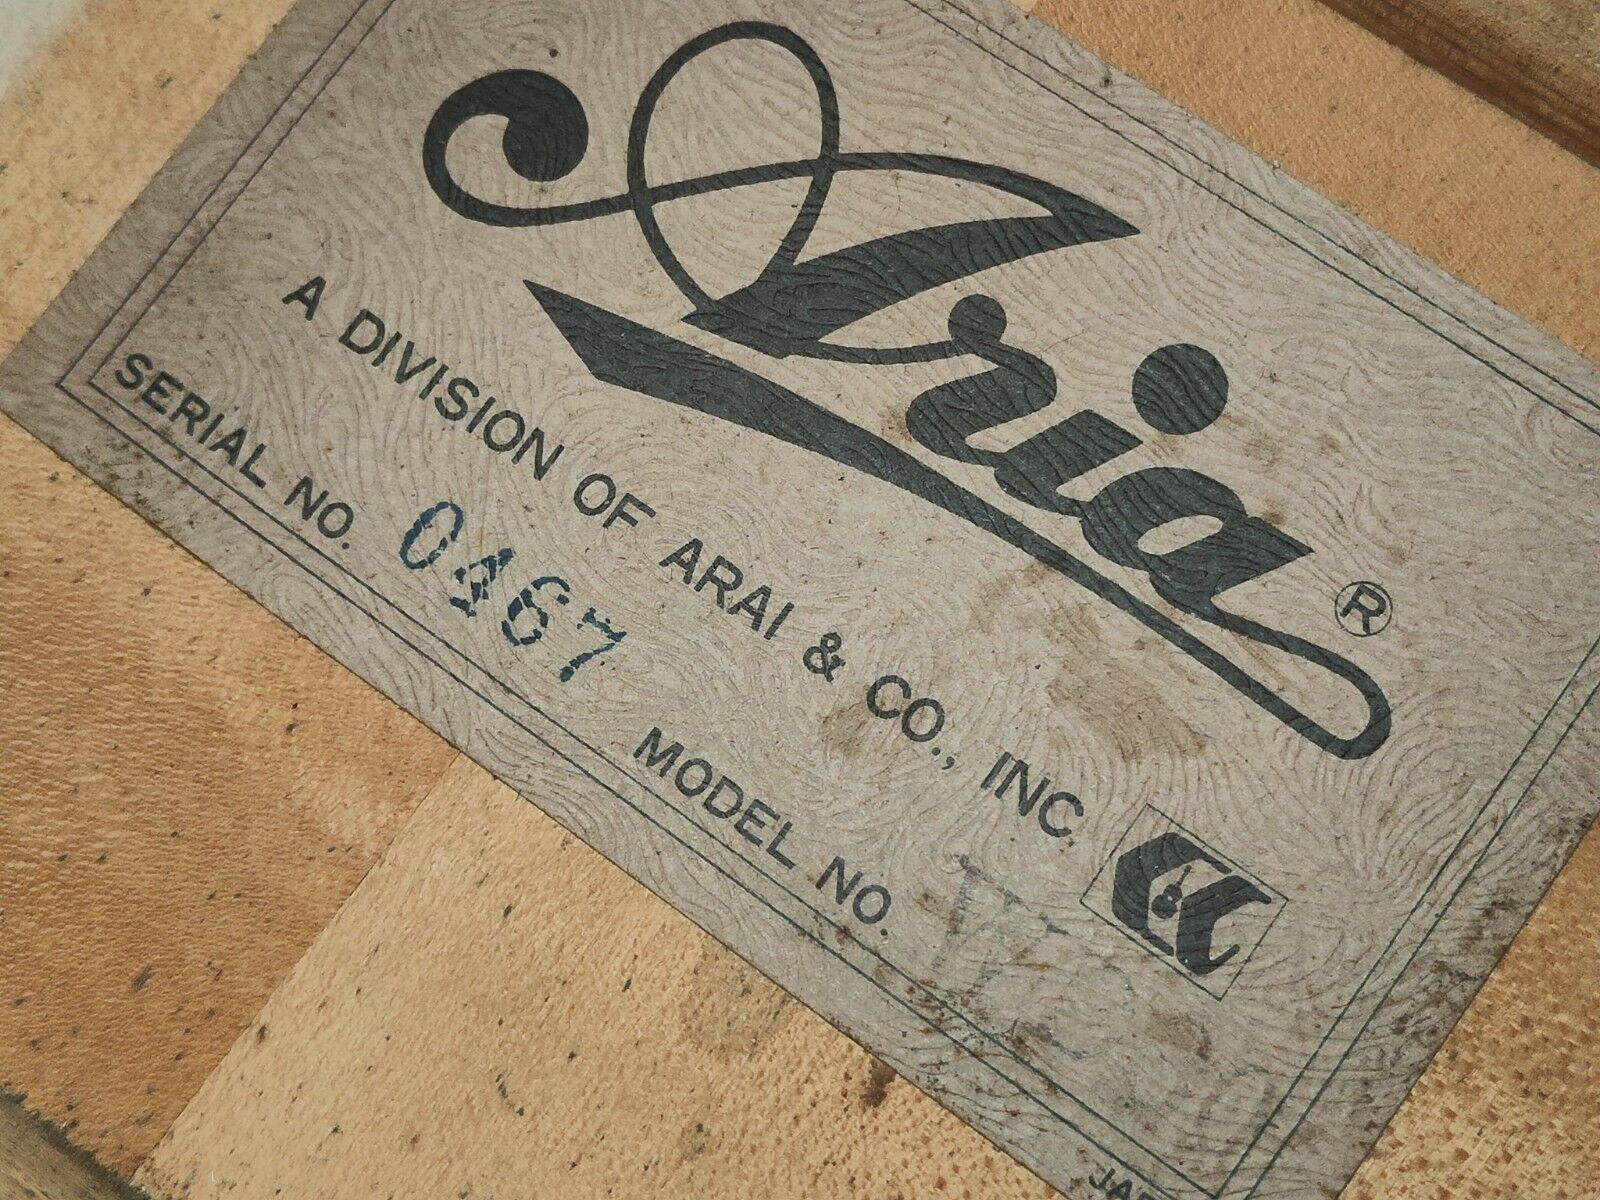 Aria ®
A DIVISION OF ARAI & CO., INC.
SERIAL NO. 0467
MODEL NO.